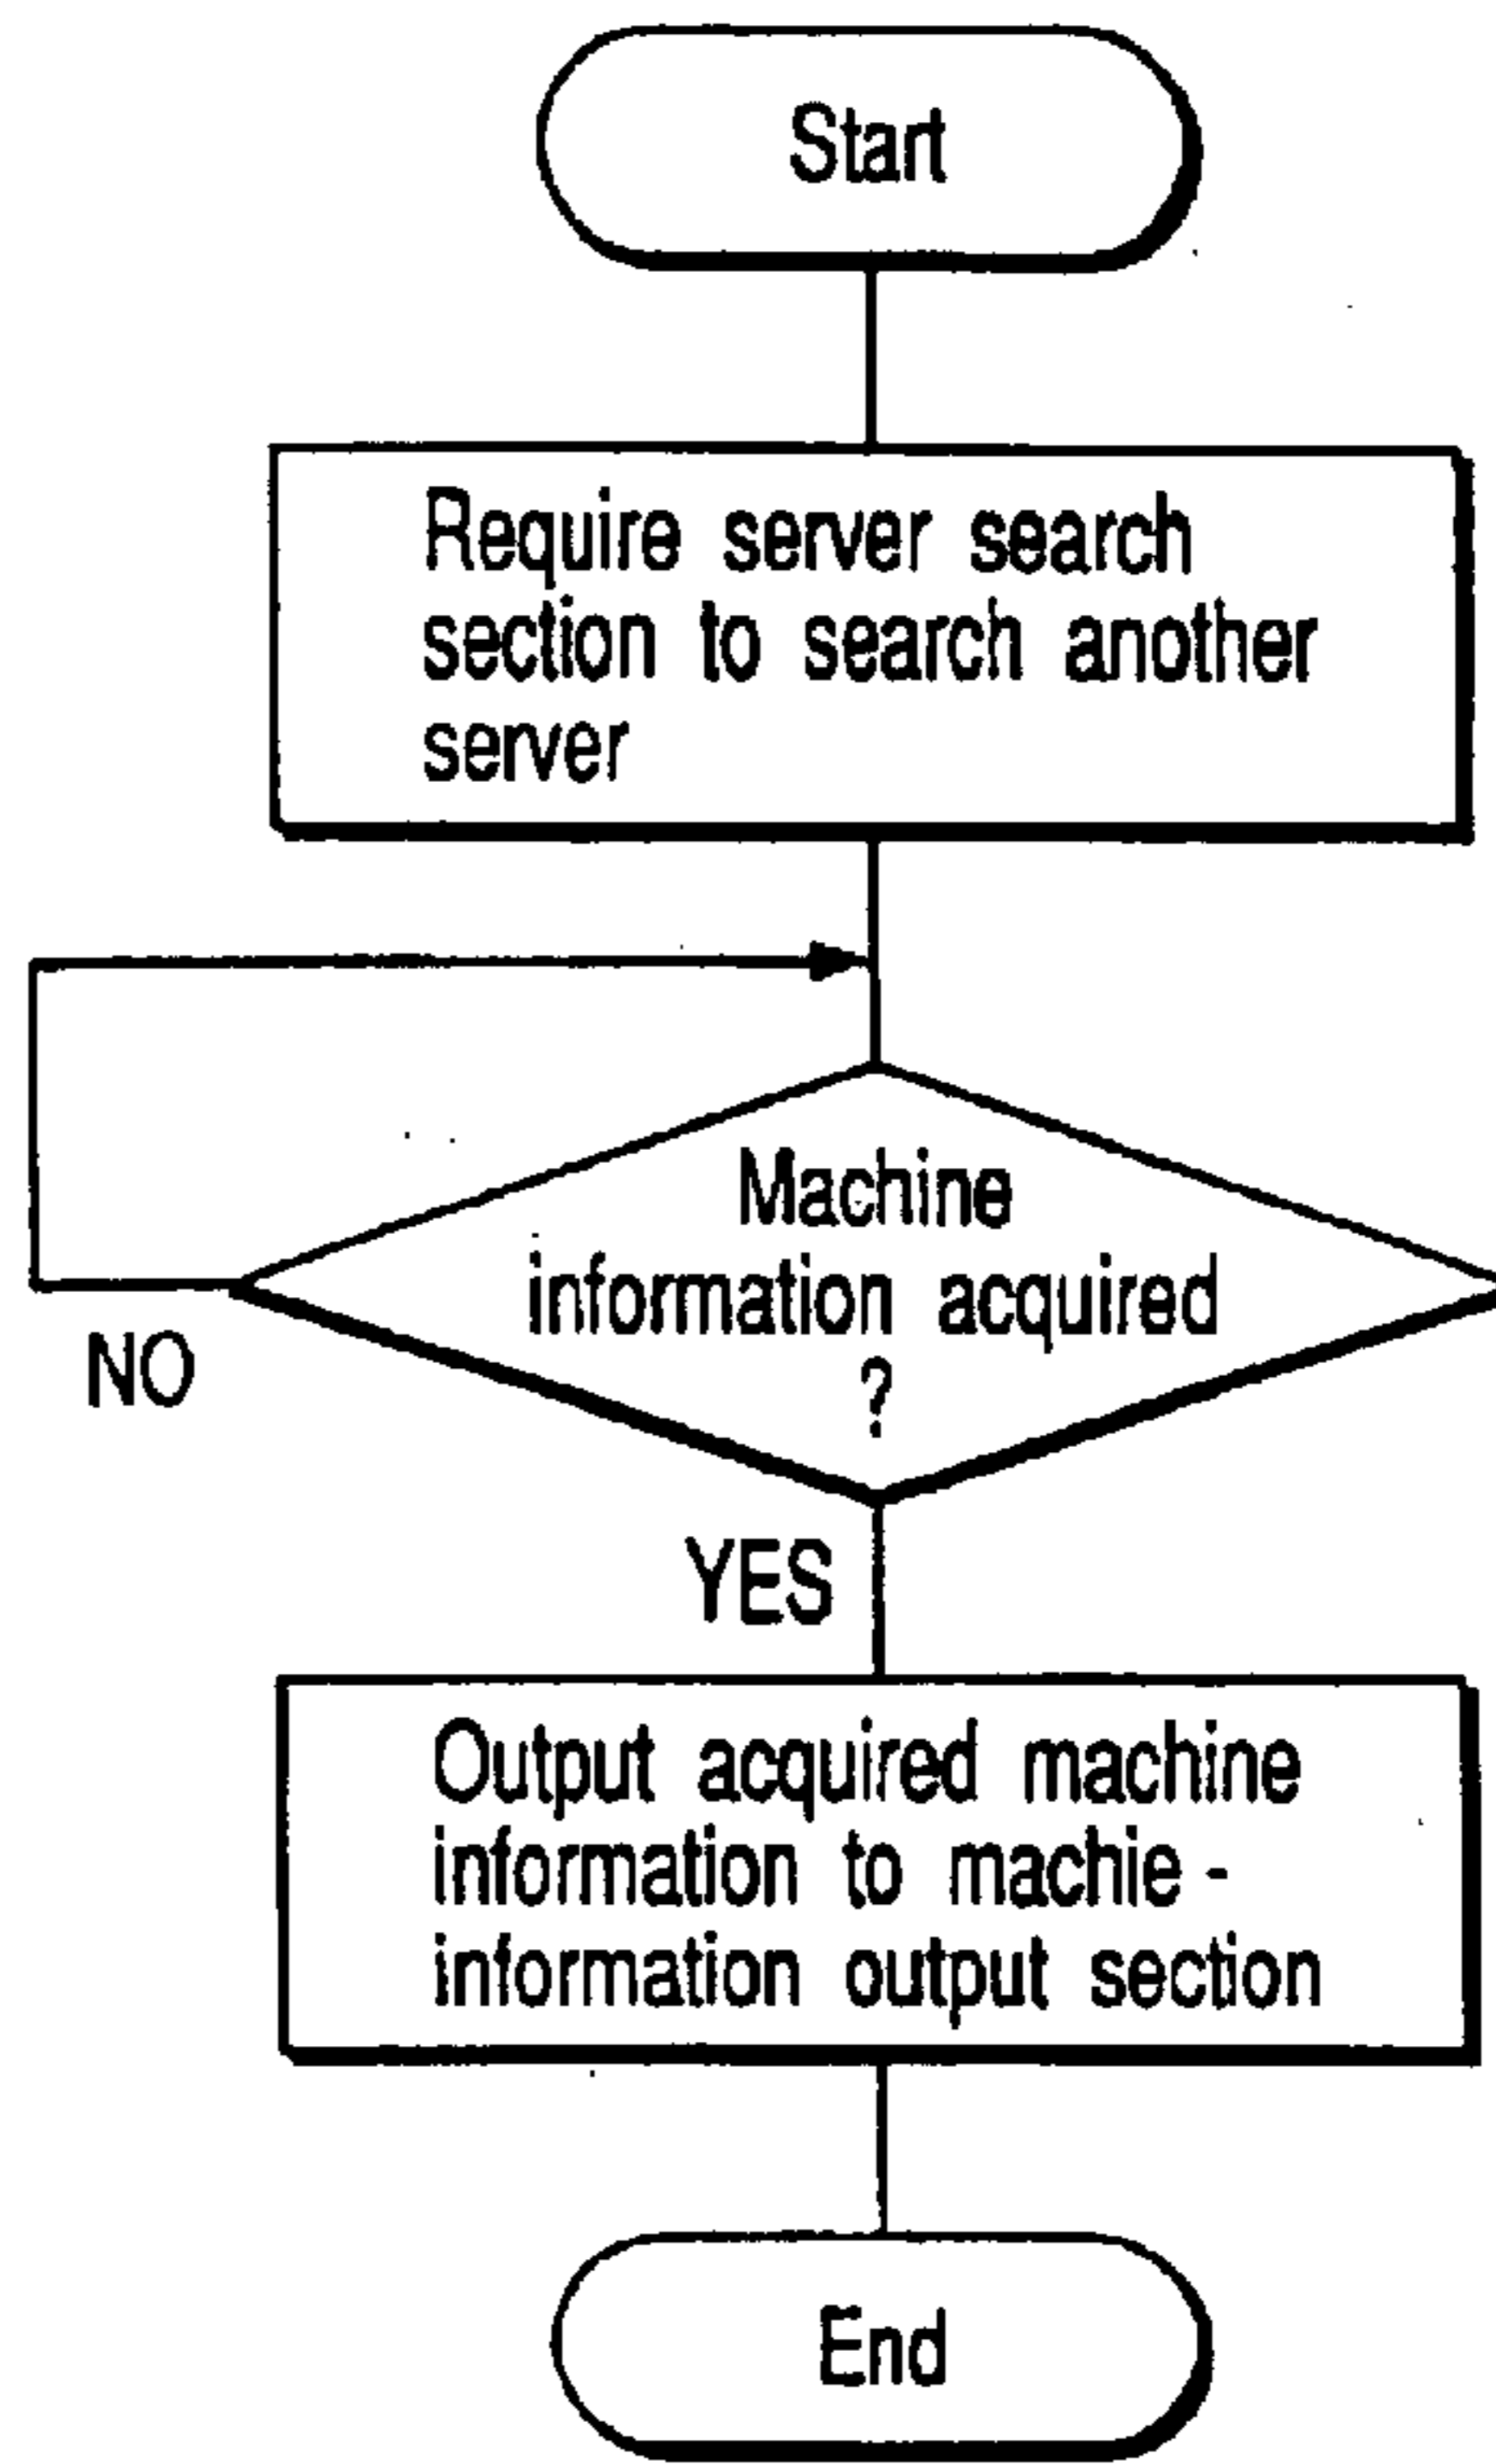 Start
Require server search
section to search another
server
Machine
information acquired
?
NO
YES
Output acquired machine
information to machie-
information output section
End